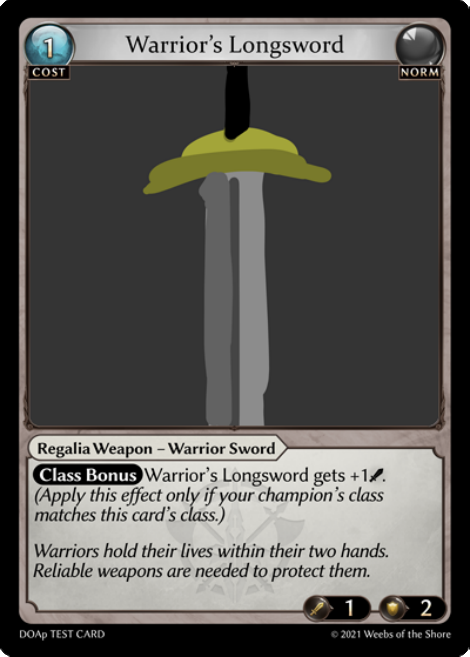 1
Warrior's Longsword
COST
NORM
Regalia Weapon – Warrior Sword
Class Bonus Warrior's Longsword gets +1.
(Apply this effect only if your champion's class
matches this card's class.)
Warriors hold their lives within their two hands.
Reliable weapons are needed to protect them.
1
2
DOAp TEST CARD
© 2021 Weebs of the Shore